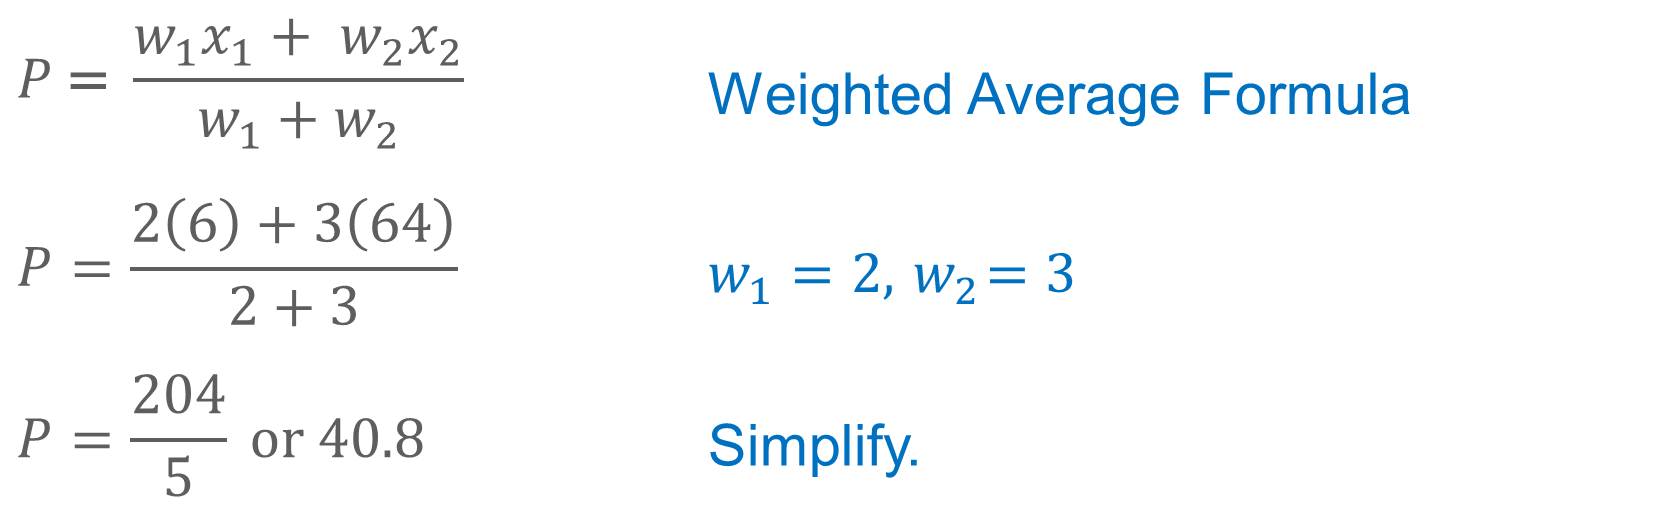 P = (w₁x₁ + w₂x₂)/(w₁ + w₂) Weighted Average Formula
P = (2(6) + 3(64))/(2 + 3) w₁ = 2, w₂ = 3
P = 204/5 or 40.8 Simplify.